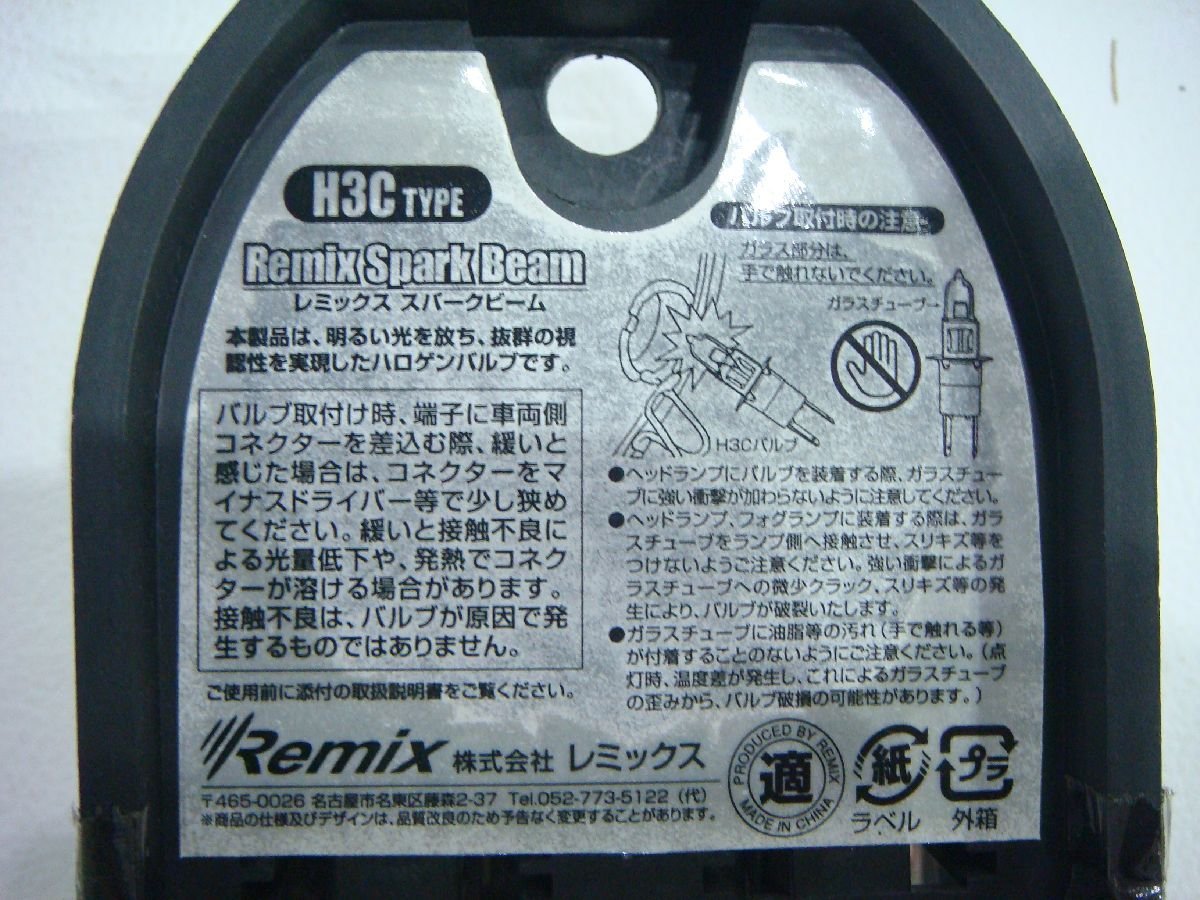 H3C TYPE
Remix Spark Beam
レミックス スパークビーム
本製品は、明るい光を放ち、抜群の視
認性を実現したハロゲンバルブです。
バルブ取付け時、端子に車両側
コネクターを差込む際、緩いと
感じた場合は、コネクターをマ
イナスドライバー等で少し狭め
てください。緩いと接触不良に
よる光量低下や、発熱でコネク
ターが溶ける場合があります。
接触不良は、バルブが原因で発
生するものではありません。
ご使用前に添付の取扱説明書をご覧ください。
バルブ取付時の注意
ガラス部分は、
手で触れないでください。
ガラスチューブ→
H3Cバルブ
●ヘッドランプにバルブを装着する際、ガラスチュー
ブに強い衝撃が加わらないように注意してください。
●ヘッドランプ、フォグランプに装着する際は、ガラ
スチューブをランプ側へ接触させ、スリキズ等を
つけないようご注意ください。強い衝撃によるガ
ラスチューブへの微少クラック、スリキズ等の発
生により、バルブが破裂いたします。
●ガラスチューブに油脂等の汚れ(手で触れる等)
が付着することのないようにご注意ください。(点
灯時、温度差が発生し、これによるガラスチューブ
の歪みから、バルブ破損の可能性があります。)
Remix 株式会社 レミックス
〒465-0026 名古屋市名東区藤森2-37 Tel.052-773-5122 (代)
※商品の仕様及びデザインは、品質改良のため予告なく変更することがあります。
PRODUCED BY REMIX
適
MADE IN CHINA
紙
ラベル
プラ
外箱